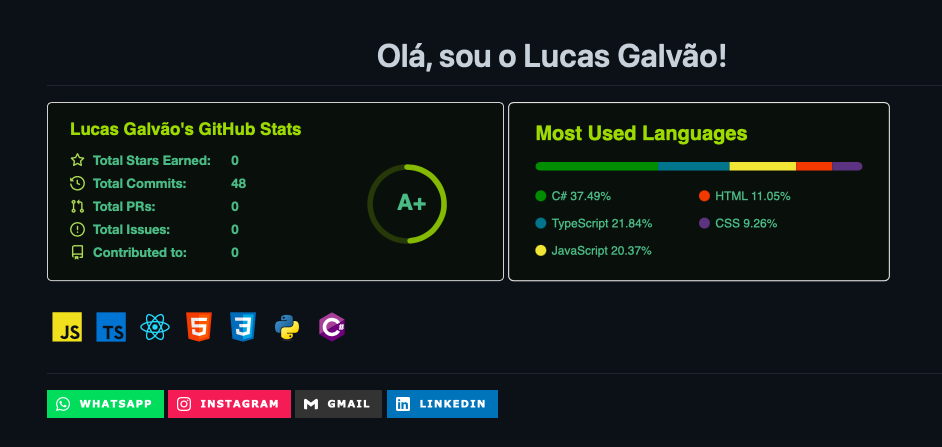 Olá, sou o Lucas Galvão!
Lucas Galvão's GitHub Stats
Total Stars Earned: 0
Total Commits: 48
Total PRs: 0
Total Issues: 0
Contributed to: 0
A+
Most Used Languages
C# 37.49%
HTML 11.05%
TypeScript 21.84%
CSS 9.26%
JavaScript 20.37%
JS TS 5 3 C#
WHATSAPP INSTAGRAM GMAIL LINKEDIN